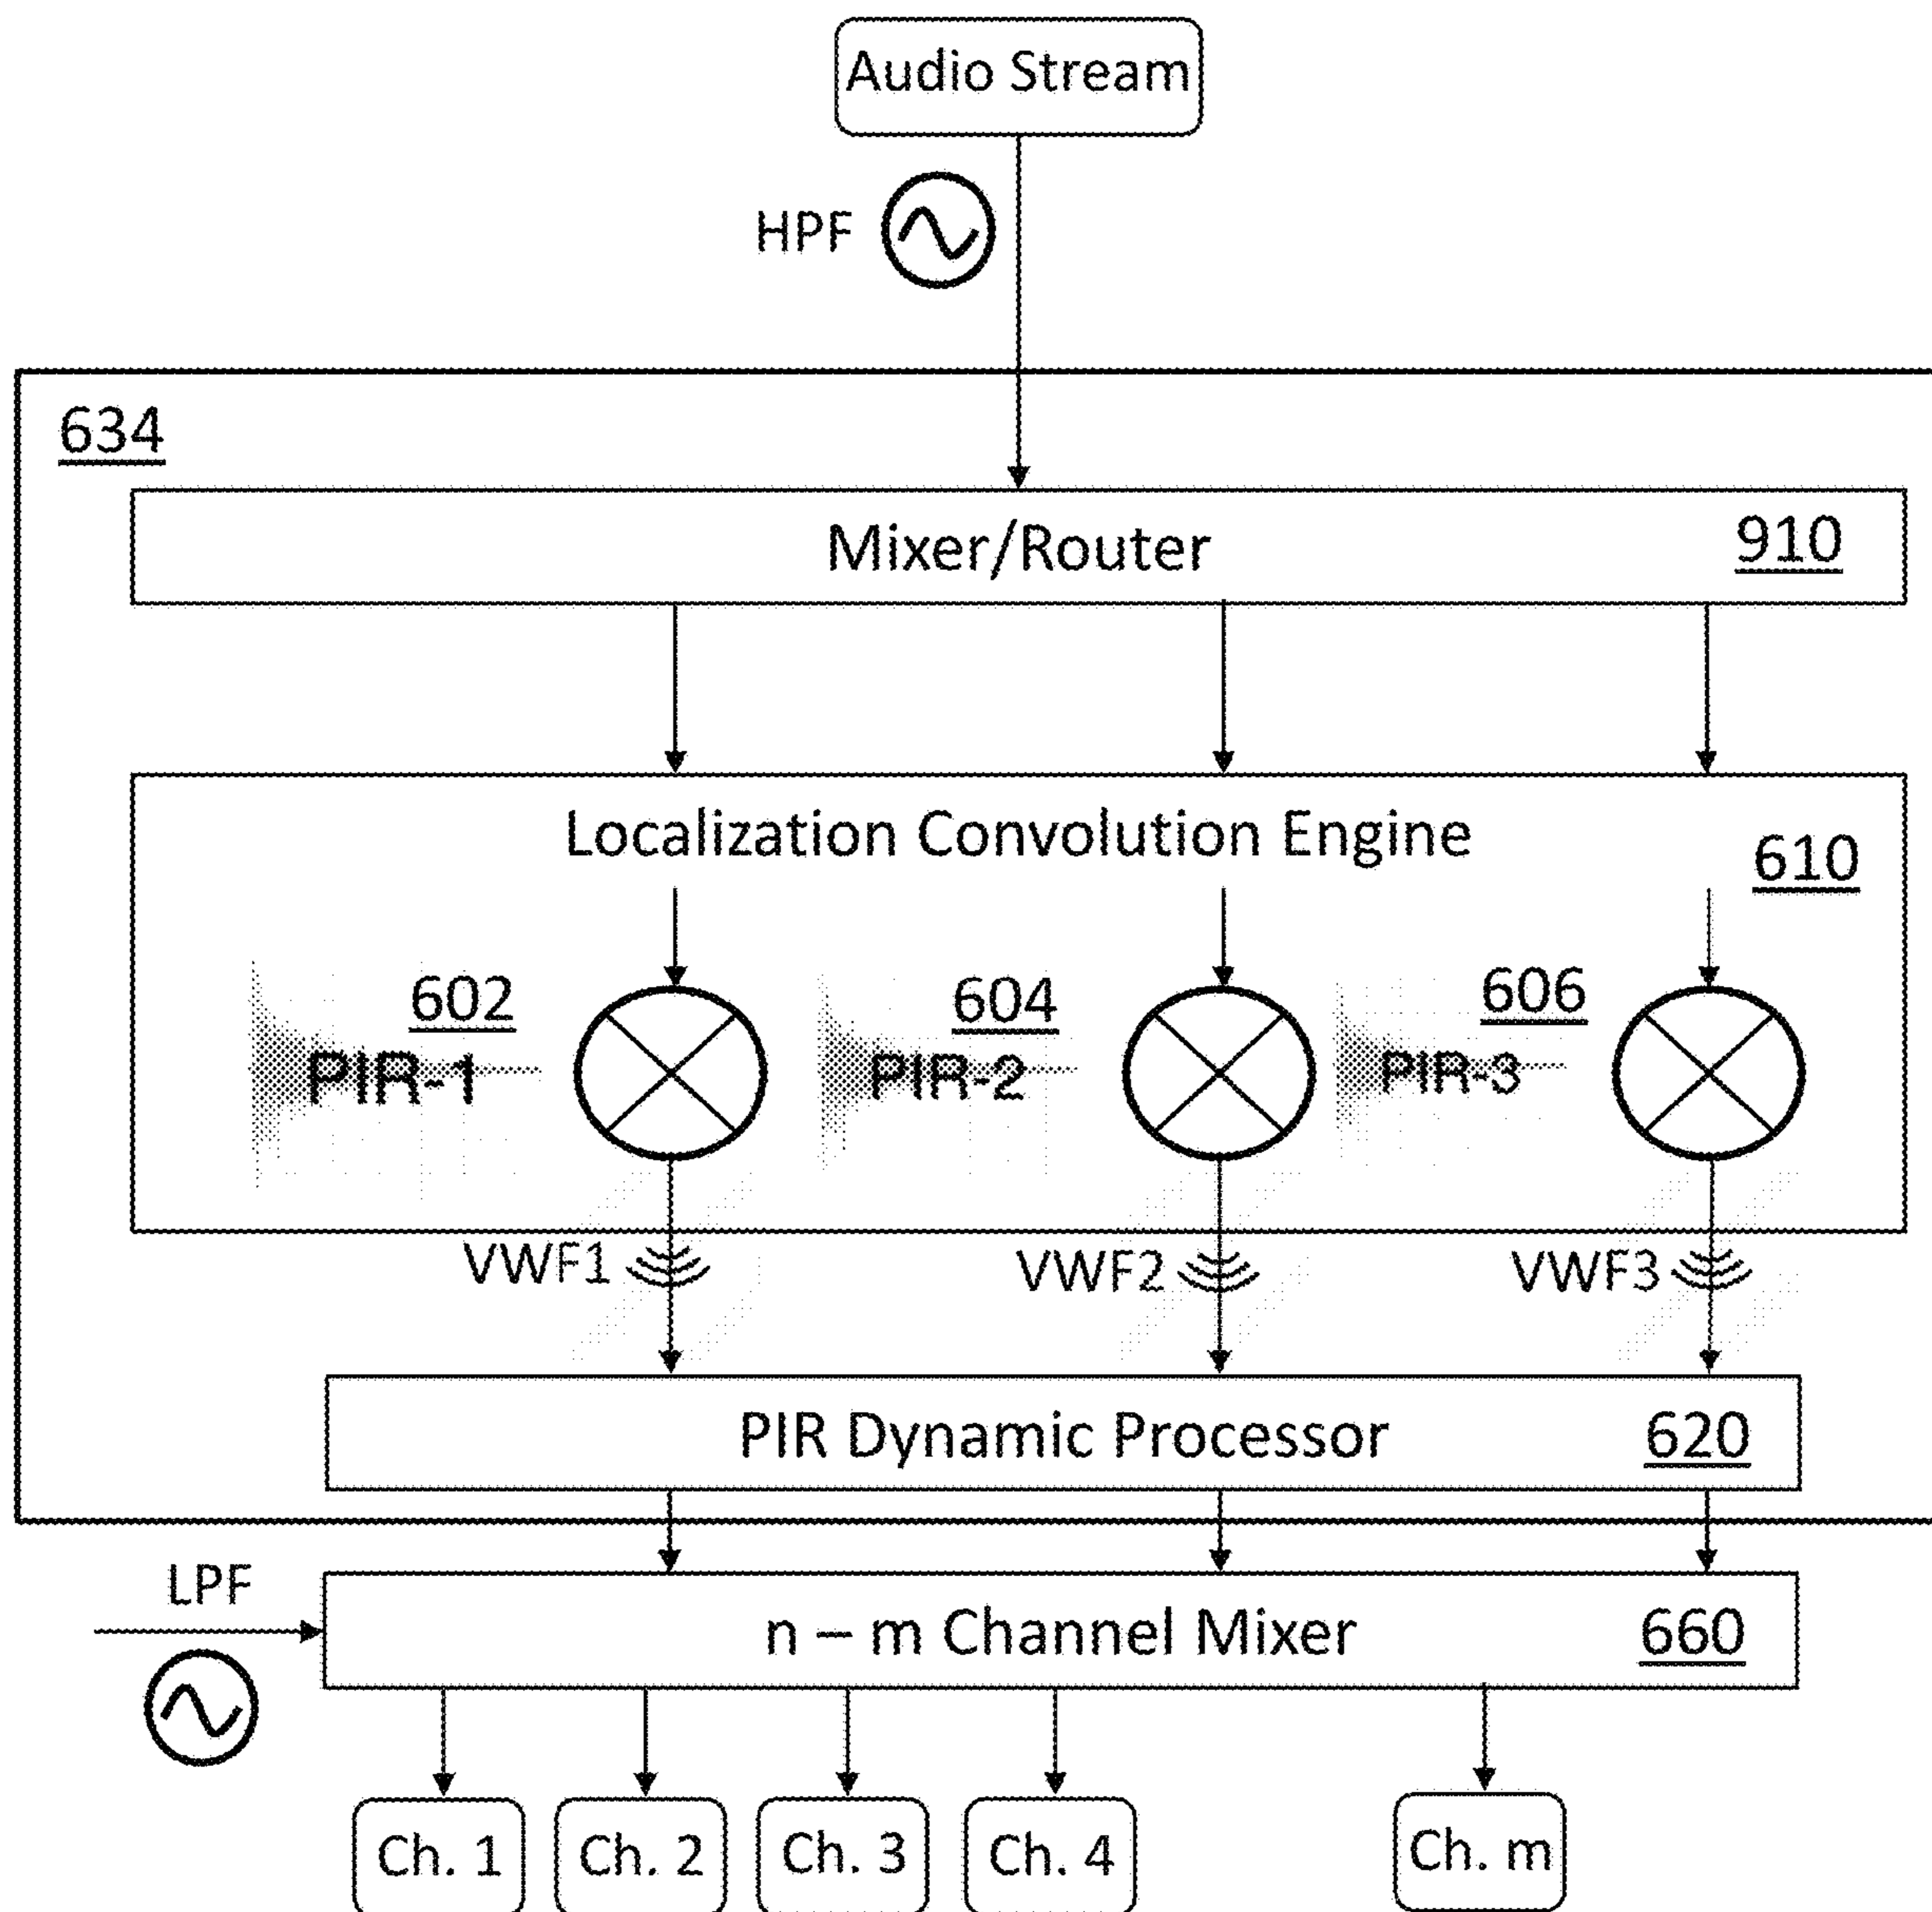 Audio Stream
HPF
634
Mixer/Router 910
Localization Convolution Engine
610
602 604 606
PIR-1 PIR-2 PIR-3
VWF1 VWF2 VWF3
PIR Dynamic Processor 620
LPF
n – m Channel Mixer 660
Ch. 1 Ch. 2 Ch. 3 Ch. 4 Ch. m